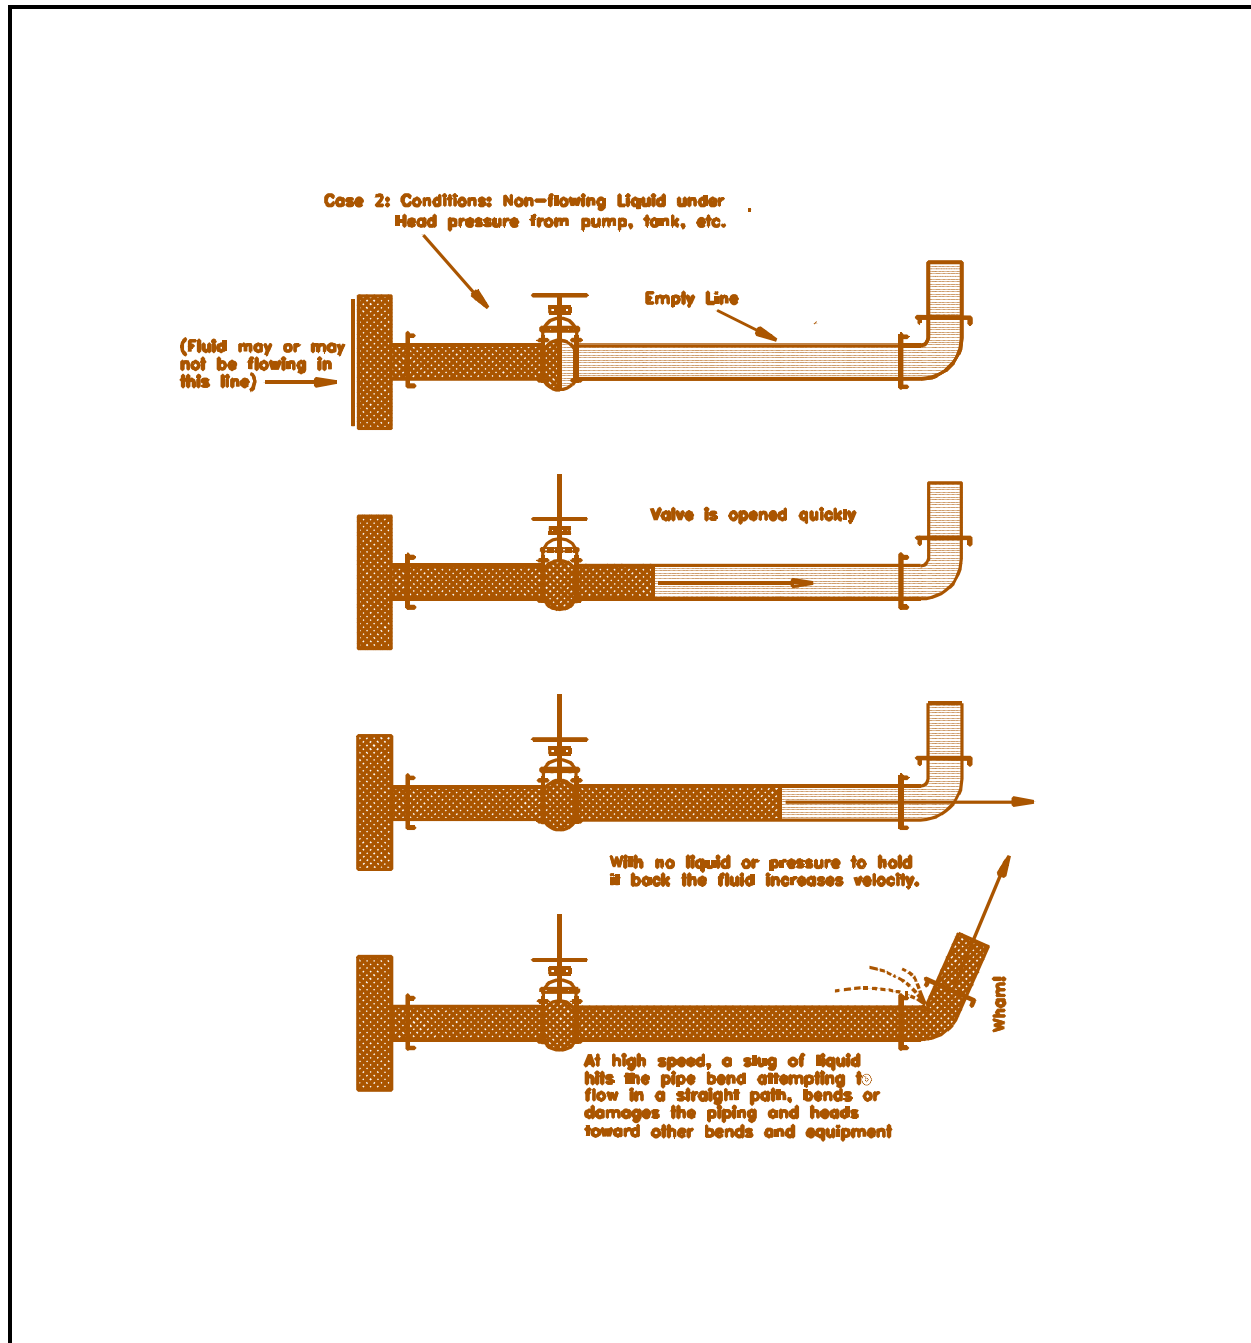 Case 2: Conditions: Non-flowing Liquid under
Head pressure from pump, tank, etc.
Empty Line
(Fluid may or may
not be flowing in
this line)
Valve is opened quickly
With no liquid or pressure to hold
it back the fluid increases velocity.
Wham!
At high speed, a slug of liquid
hits the pipe bend attempting to
flow in a straight path, bends or
damages the piping and heads
toward other bends and equipment